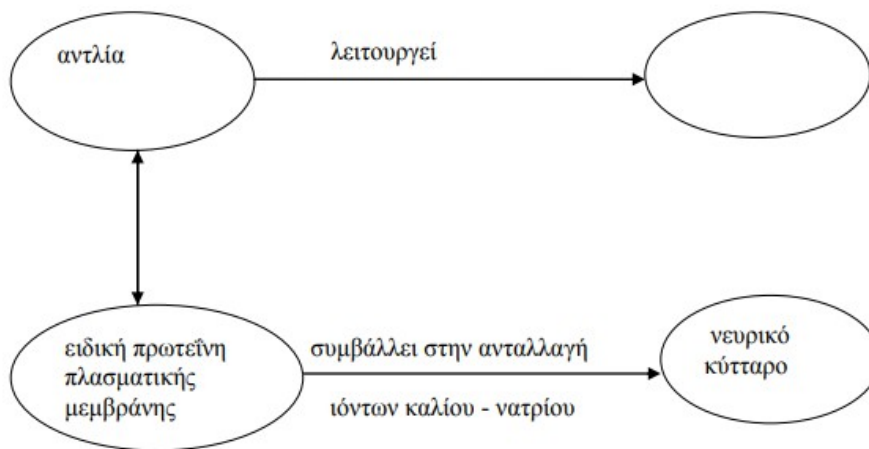 αντλία
λειτουργεί
ειδική πρωτεΐνη
πλασματικής
μεμβράνης
συμβάλλει στην ανταλλαγή
ιόντων καλίου - νατρίου
νευρικό
κύτταρο